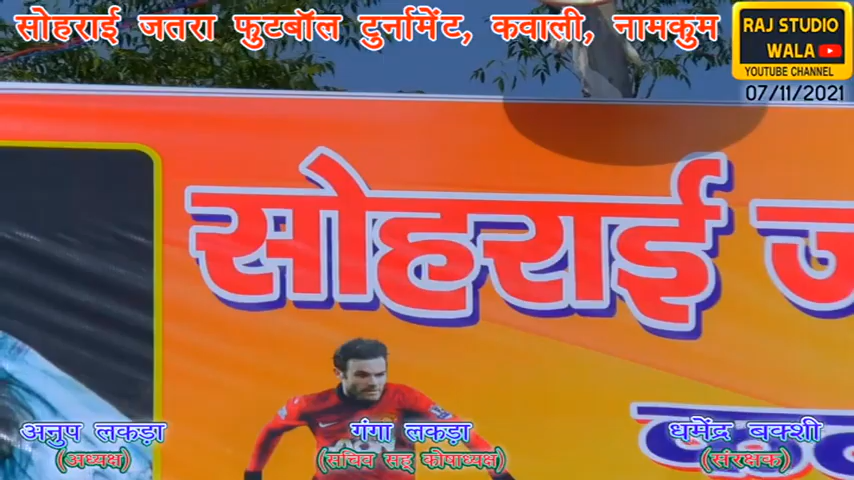 सोहराई जतरा फुटबॉल टुर्नामेंट, कवाली, नामकुम
RAJ STUDIO
WALA
YOUTUBE CHANNEL
07/11/2021
सोहराई
अनुप लकड़ा
(अध्यक्ष)
गंगा लकड़ा
(सचिव सह् कोषाध्यक्ष)
धर्मेंद्र बक्शी
(संरक्षक)